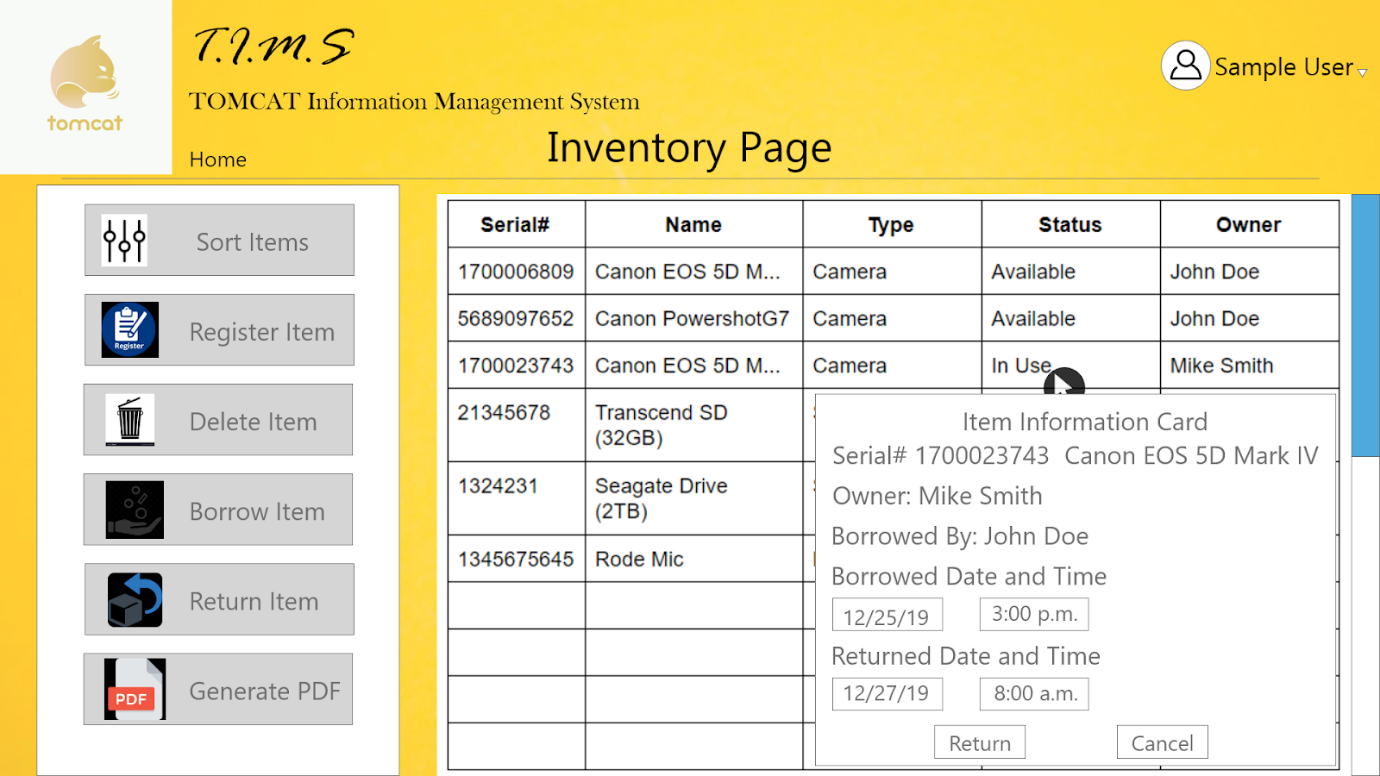 T.I.M.S
tomcat
TOMCAT Information Management System
Sample User
Home
Inventory Page
Sort Items
Register
Register Item
Delete Item
Borrow Item
Return Item
PDF
Generate PDF
Serial# Name Type Status Owner
1700006809 Canon EOS 5D M... Camera Available John Doe
5689097652 Canon PowershotG7 Camera Available John Doe
1700023743 Canon EOS 5D M... Camera In Use Mike Smith
21345678 Transcend SD
(32GB)
1324231 Seagate Drive
(2TB)
1345675645 Rode Mic
Item Information Card
Serial# 1700023743 Canon EOS 5D Mark IV
Owner: Mike Smith
Borrowed By: John Doe
Borrowed Date and Time
12/25/19 3:00 p.m.
Returned Date and Time
12/27/19 8:00 a.m.
Return Cancel